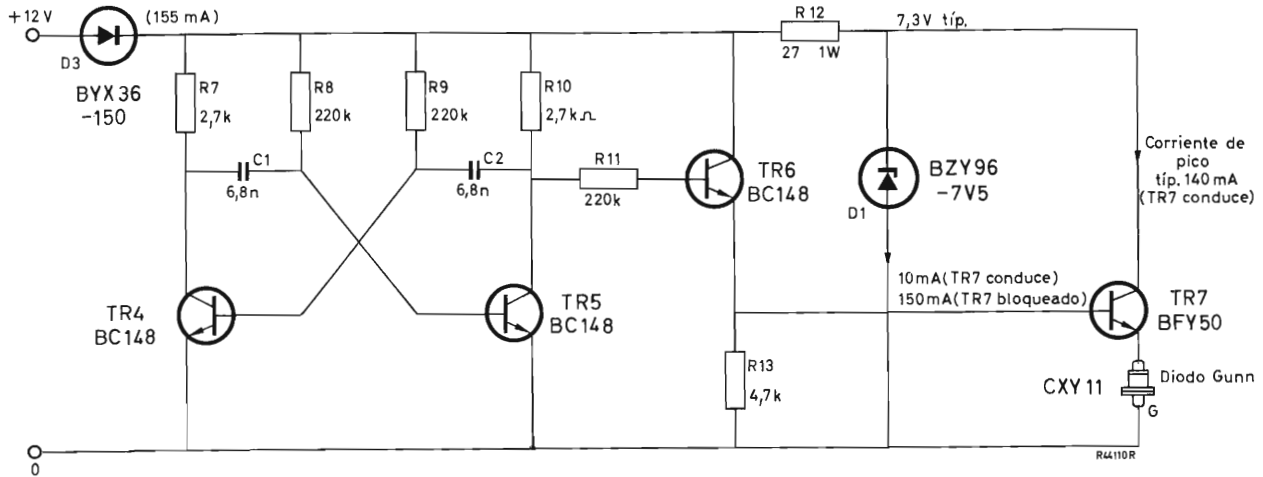 +12 V
(155 mA)
D3
BYX 36
-150
R7
2,7k
R8
220k
R9
220k
R10
2,7k
R12
27 1W
7,3V típ.
C1
6,8n
C2
6,8n
R11
220k
TR6
BC148
BZY96
-7V5
D1
Corriente de
pico
típ. 140 mA
(TR7 conduce)
10mA(TR7 conduce)
150mA(TR7 bloqueado)
TR4
BC148
TR5
BC148
TR7
BFY50
R13
4,7k
CXY 11
Diodo Gunn
G
R44110R
0